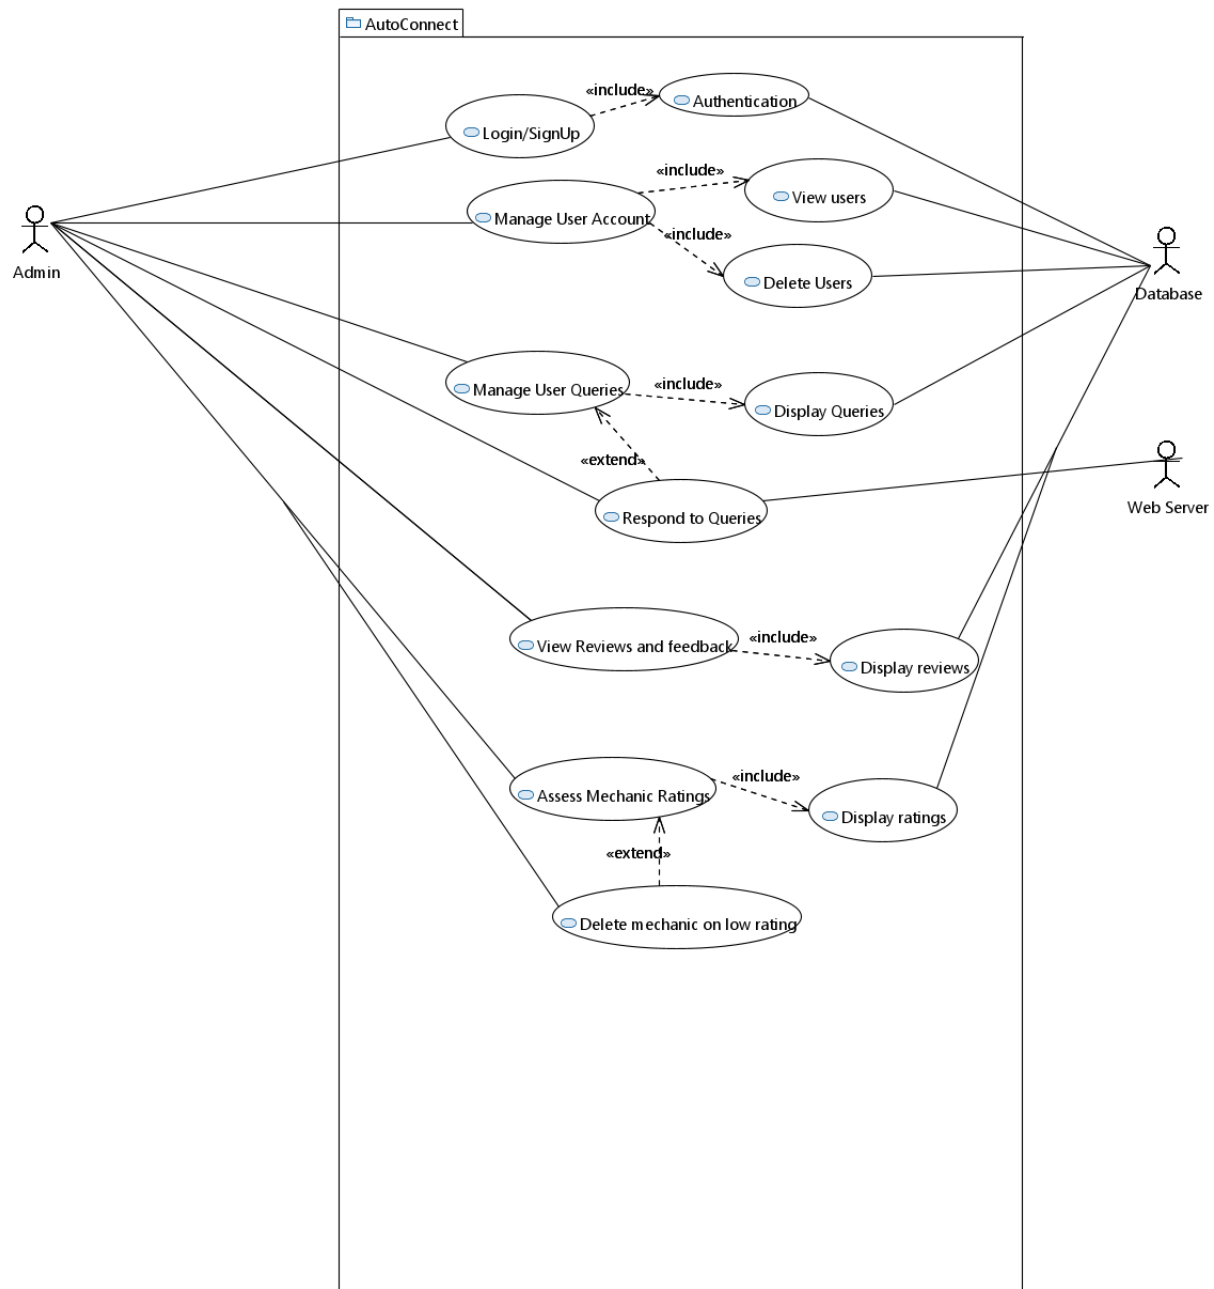 AutoConnect
«include»
Authentication
Login/SignUp
«include»
View users
Manage User Account
«include»
Delete Users
Admin
Database
Manage User Queries
«include»
Display Queries
«extend»
Respond to Queries
Web Server
View Reviews and feedback
«include»
Display reviews
Assess Mechanic Ratings
«include»
Display ratings
«extend»
Delete mechanic on low rating